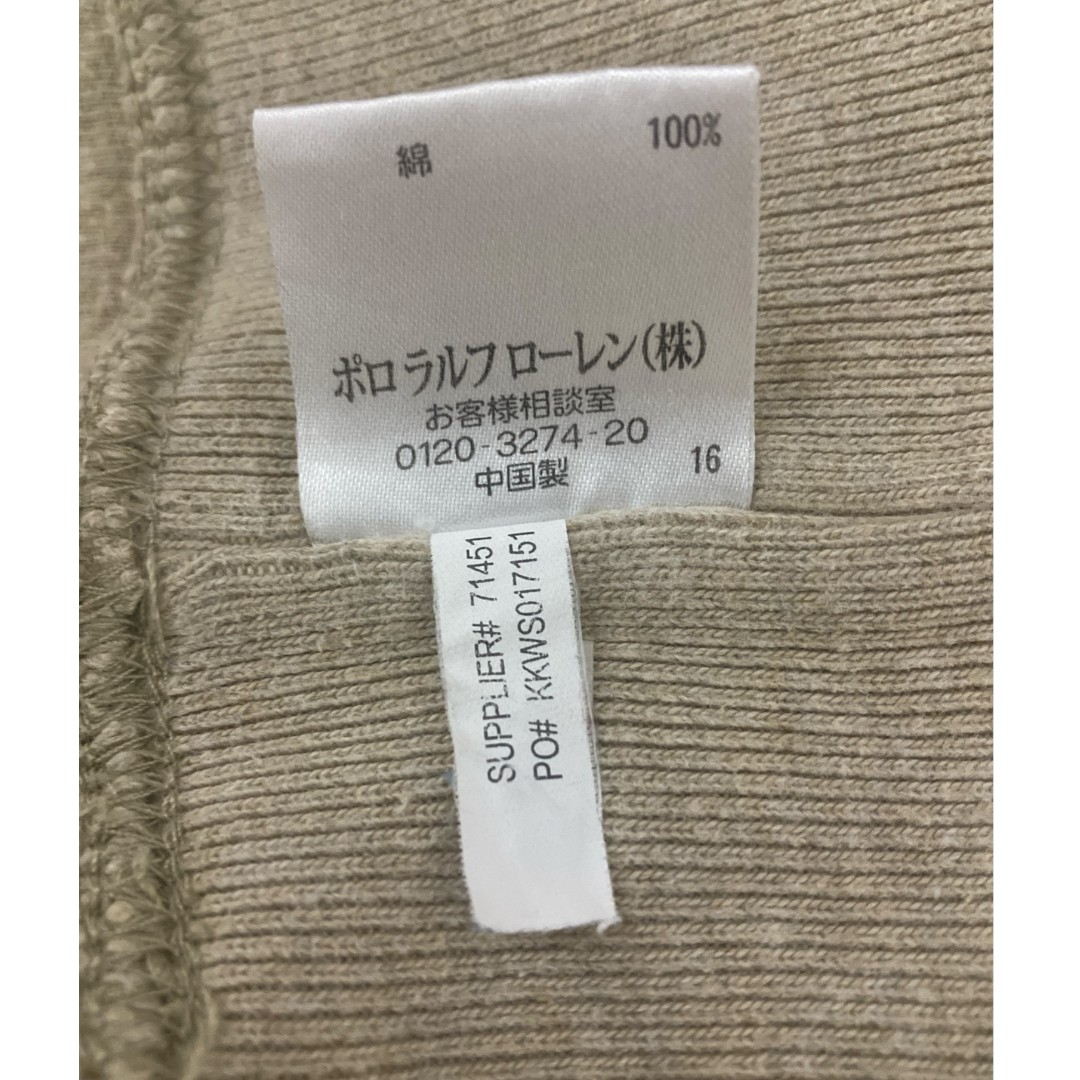 綿 100%
ポロ ラルフ ローレン(株)
お客様相談室
0120-3274-20
中国製 16
SUPPLIER# 71451
PO# KKWS017151